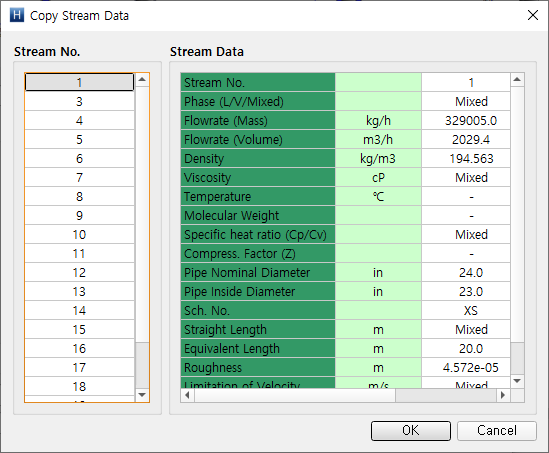 H Copy Stream Data
Stream No.
1
3
4
5
6
7
8
9
10
11
12
13
14
15
16
17
18
Stream Data
Stream No. 1
Phase (L/V/Mixed) Mixed
Flowrate (Mass) kg/h 329005.0
Flowrate (Volume) m3/h 2029.4
Density kg/m3 194.563
Viscosity cP Mixed
Temperature ℃ -
Molecular Weight -
Specific heat ratio (Cp/Cv) Mixed
Compress. Factor (Z) -
Pipe Nominal Diameter in 24.0
Pipe Inside Diameter in 23.0
Sch. No. XS
Straight Length m Mixed
Equivalent Length m 20.0
Roughness m 4.572e-05
Limitation of Velocity m/s Mixed
OK Cancel